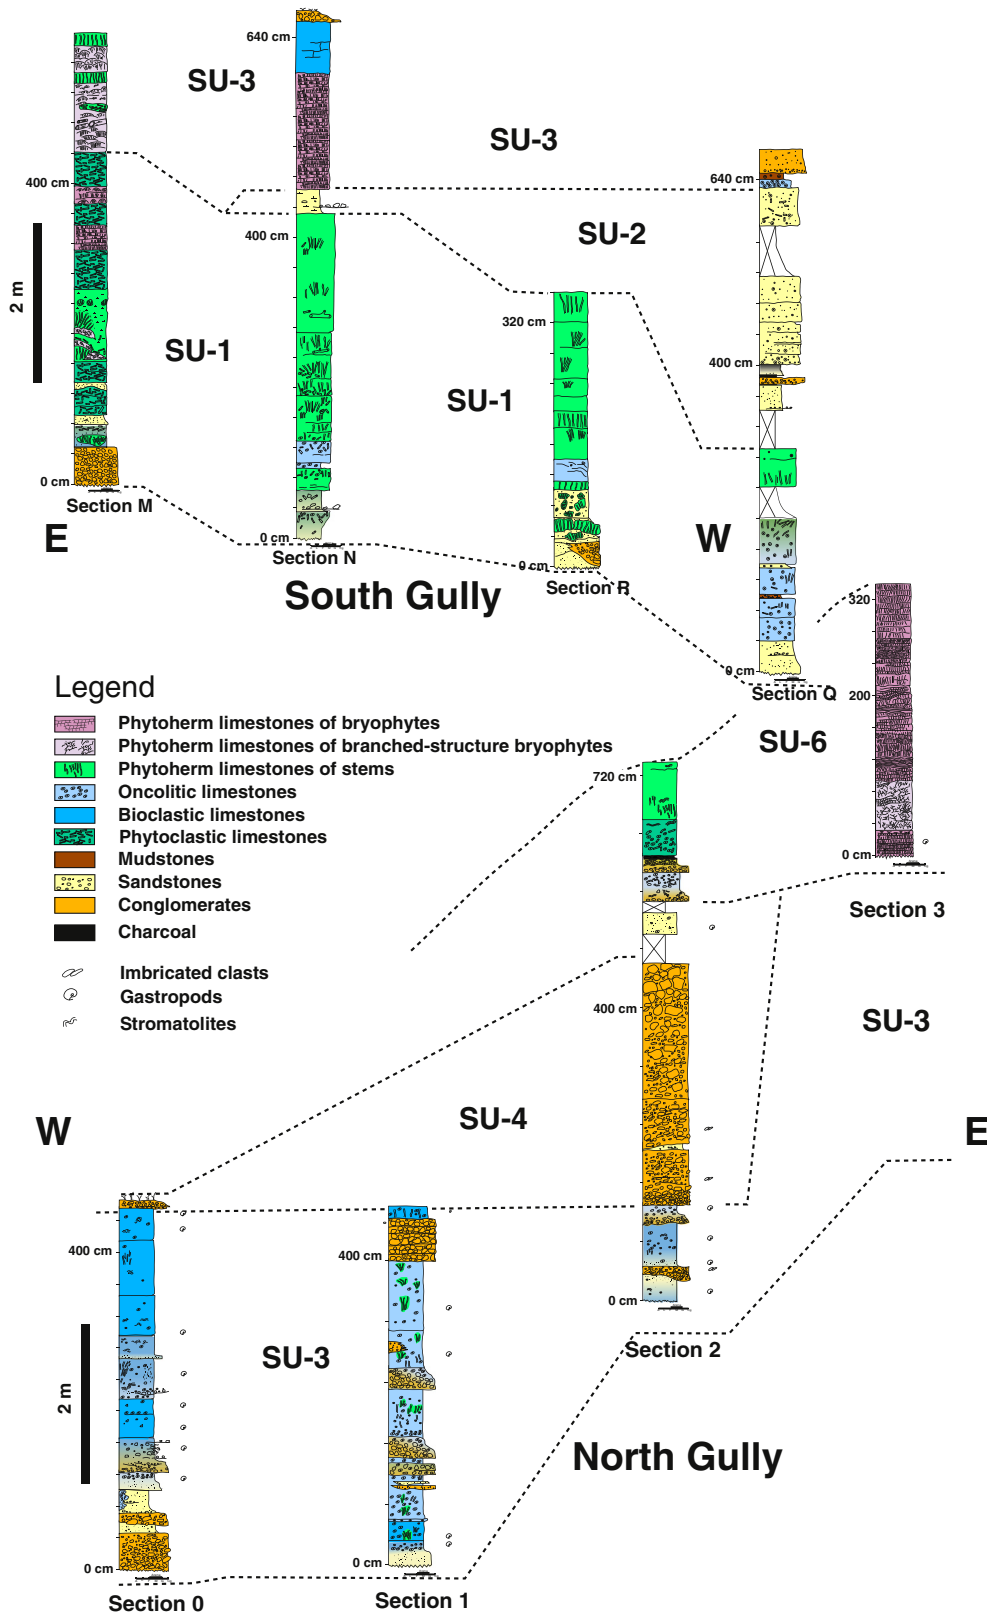 640 cm
SU-3
SU-3
400 cm
640 cm
SU-2
400 cm
2 m
SU-1
320 cm
SU-1
400 cm
0 cm
Section M
E
0 cm
Section N
0 cm
Section R
W
South Gully
0 cm
Section Q
320
200
0 cm
Section 3
SU-6
Legend
Phytoherm limestones of bryophytes
Phytoherm limestones of branched-structure bryophytes
Phytoherm limestones of stems
Oncolitic limestones
Bioclastic limestones
Phytoclastic limestones
Mudstones
Sandstones
Conglomerates
Charcoal
Imbricated clasts
Gastropods
Stromatolites
720 cm
400 cm
SU-3
W
SU-4
E
400 cm
400 cm
0 cm
Section 2
SU-3
2 m
North Gully
0 cm
Section 0
0 cm
Section 1